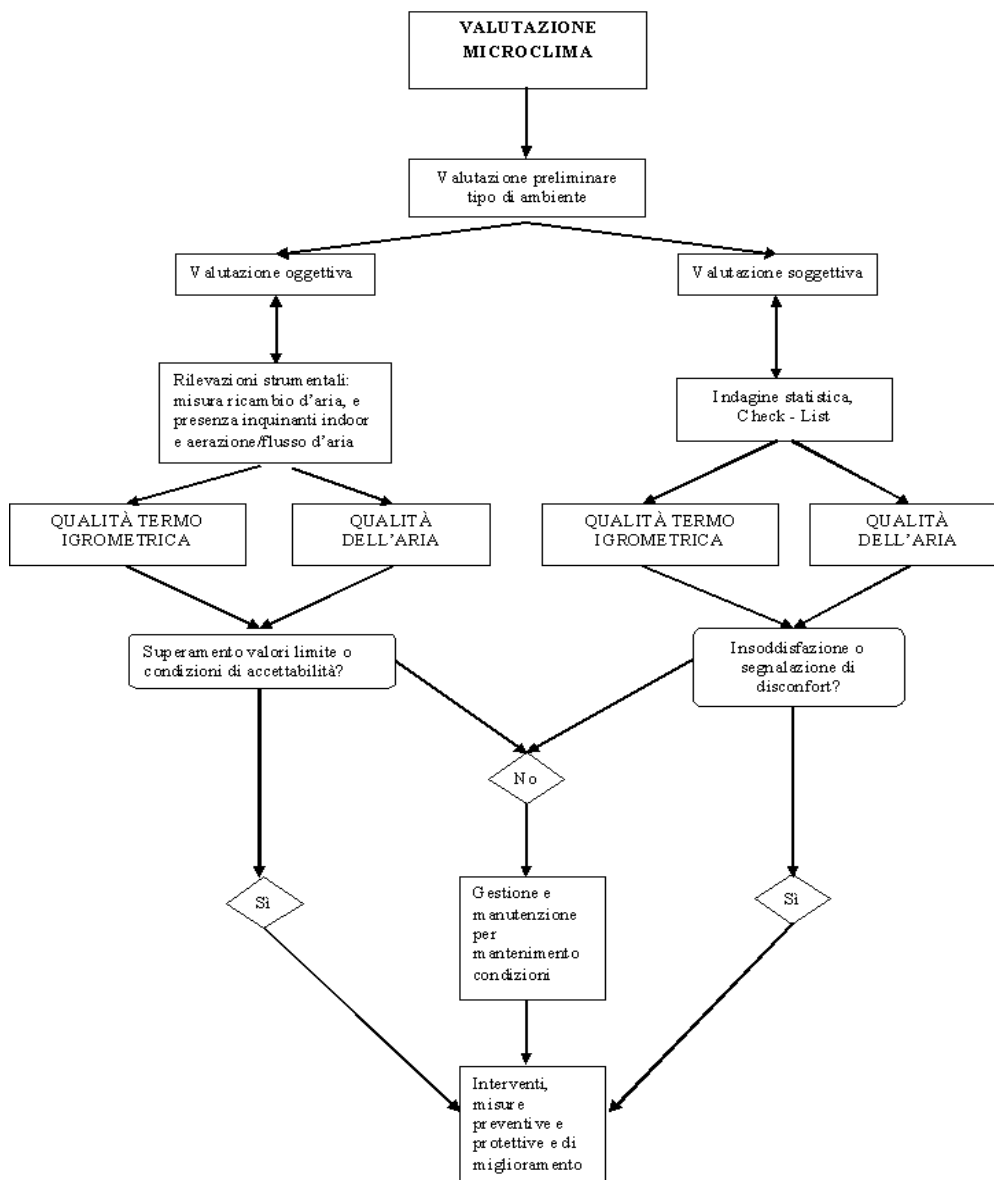 VALUTAZIONE
MICROCLIMA
Valutazione preliminare
tipo di ambiente
Valutazione oggettiva
Valutazione soggettiva
Rilevazioni strumentali:
misura ricambio d'aria, e
presenza inquinanti indoor
e aerazione/flusso d'aria
Indagine statistica,
Check - List
QUALITÀ TERMO
IGROMETRICA
QUALITÀ
DELL'ARIA
QUALITÀ TERMO
IGROMETRICA
QUALITÀ
DELL'ARIA
Superamento valori limite o
condizioni di accettabilità?
Insoddisfazione o
segnalazione di
disconfort?
No
Sì
Gestione e
manutenzione
per
mantenimento
condizioni
Sì
Interventi,
misure
preventive e
protettive e di
miglioramento